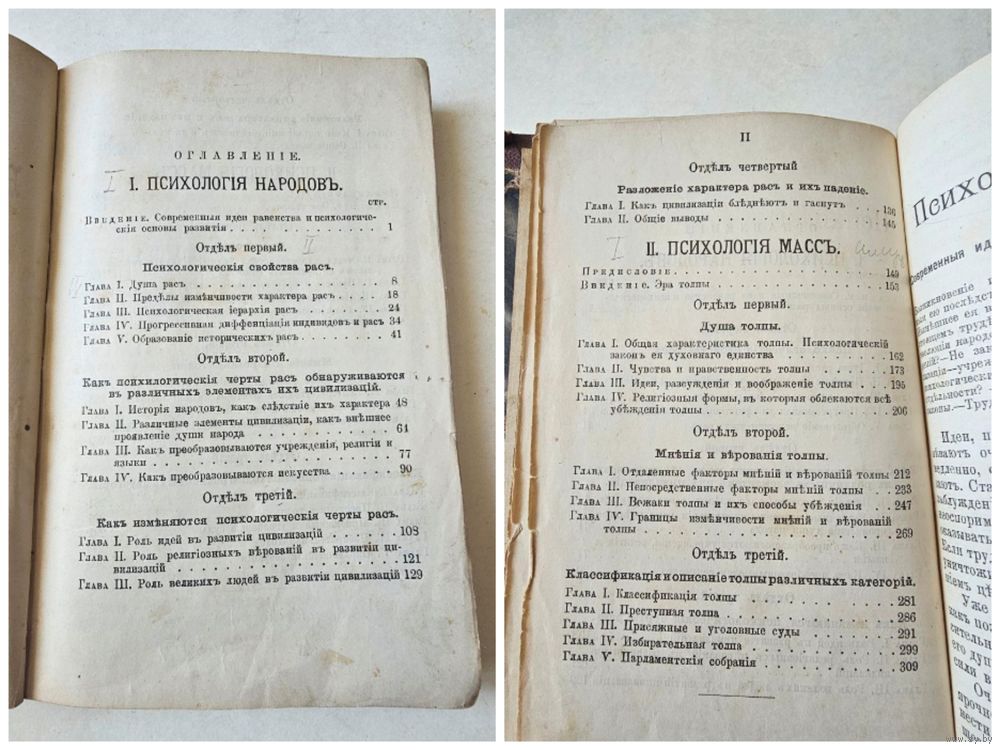 ОГЛАВЛЕНІЕ.
I. ПСИХОЛОГІЯ НАРОДОВЪ.
СТР.
ВВЕДЕНІЕ. Современныя идеи равенства и психологиче-
скія основы развитія . . . . . . . . . . . . 1
Отдѣлъ первый.
Психологическія свойства расъ.
ГЛАВА I. Душа расъ . . . . . . . . . . . . 8
ГЛАВА II. Предѣлы измѣнчивости характера расъ . . . . 18
ГЛАВА III. Психологическая іерархія расъ . . . . . 24
ГЛАВА IV. Прогрессивная дифференціація индивидовъ и расъ 34
ГЛАВА V. Образованіе историческихъ расъ . . . . . 41
Отдѣлъ второй.
Какъ психологическія черты расъ обнаруживаются
въ различныхъ элементахъ ихъ цивилизацій.
ГЛАВА I. Исторія народовъ, какъ слѣдствіе ихъ характера 48
ГЛАВА II. Различные элементы цивилизаціи, какъ внѣшнее
проявленіе души народа . . . . . . . . . 64
ГЛАВА III. Какъ преобразовываются учрежденія, религіи и
языки . . . . . . . . . . . . . . . 77
ГЛАВА IV. Какъ преобразовываются искусства . . . . 90
Отдѣлъ третій.
Какъ измѣняются психологическія черты расъ.
ГЛАВА I. Роль идей въ развитіи цивилизацій . . . . 108
ГЛАВА II. Роль религіозныхъ вѣрованій въ развитіи ци-
вилизацій . . . . . . . . . . . . . . 121
ГЛАВА III. Роль великихъ людей въ развитіи цивилизацій 129
II
Отдѣлъ четвертый
Разложеніе характера расъ и ихъ паденіе.
ГЛАВА I. Какъ цивилизаціи блѣднѣютъ и гаснутъ . . . 136
ГЛАВА II. Общіе выводы . . . . . . . . . . 145
II. ПСИХОЛОГІЯ МАССЪ.
ПРЕДИСЛОВІЕ. . . . . . . . . . . . . . 149
ВВЕДЕНІЕ. Эра толпы . . . . . . . . . . . 153
Отдѣлъ первый.
Душа толпы.
ГЛАВА I. Общая характеристика толпы. Психологическій
законъ ея духовнаго единства . . . . . . . 162
ГЛАВА II. Чувства и нравственность толпы . . . . . 173
ГЛАВА III. Идеи, разсужденія и воображеніе толпы . . . 195
ГЛАВА IV. Религіозныя формы, въ которыя облекаются всѣ
убѣжденія толпы . . . . . . . . . . . 206
Отдѣлъ второй.
Мнѣнія и вѣрованія толпы.
ГЛАВА I. Отдаленные факторы мнѣній и вѣрованій толпы 212
ГЛАВА II. Непосредственные факторы мнѣній толпы . . 233
ГЛАВА III. Вожаки толпы и ихъ способы убѣжденія . . 247
ГЛАВА IV. Границы измѣнчивости мнѣній и вѣрованій
толпы . . . . . . . . . . . . . . . 269
Отдѣлъ третій.
Классификація и описаніе толпы различныхъ категорій.
ГЛАВА I. Классификація толпы . . . . . . . . 281
ГЛАВА II. Преступная толпа . . . . . . . . . 286
ГЛАВА III. Присяжные и уголовные суды . . . . . 291
ГЛАВА IV. Избирательная толпа . . . . . . . . 299
ГЛАВА V. Парламентскія собранія . . . . . . . 309
Психо
Современныя ид
www.ay.by